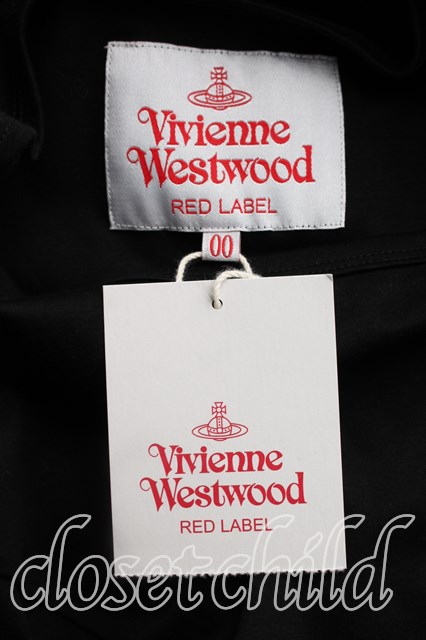 Vivienne
Westwood
RED LABEL
00
Vivienne
Westwood
RED LABEL
closetchild